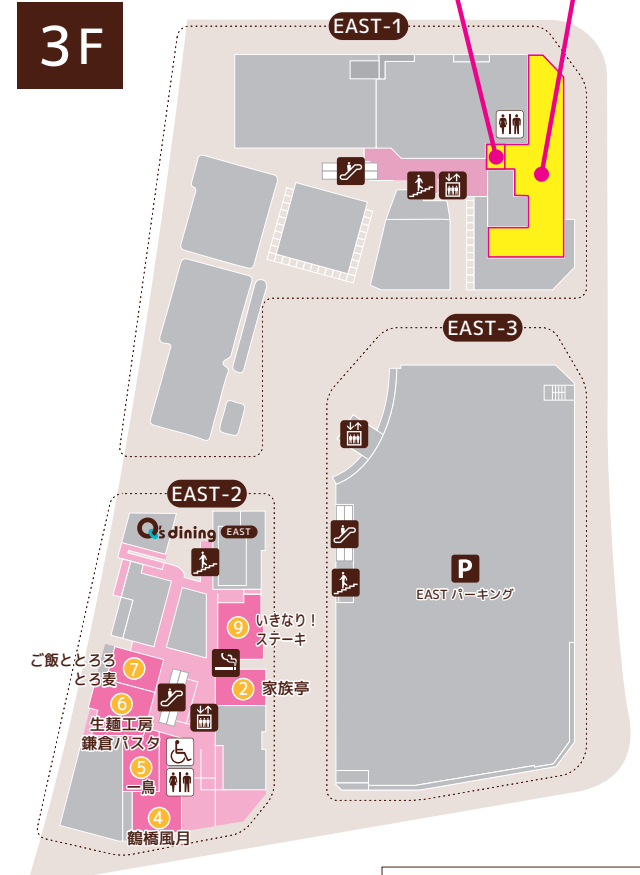 3F
EAST-1
EAST-3
EAST-2
Q's dining EAST
P
EAST パーキング
9
いきなり！
ステーキ
ご飯ととろろ
とろ麦
7
2
家族亭
6
生麺工房
鎌倉パスタ
5
一鳥
4
鶴橋風月